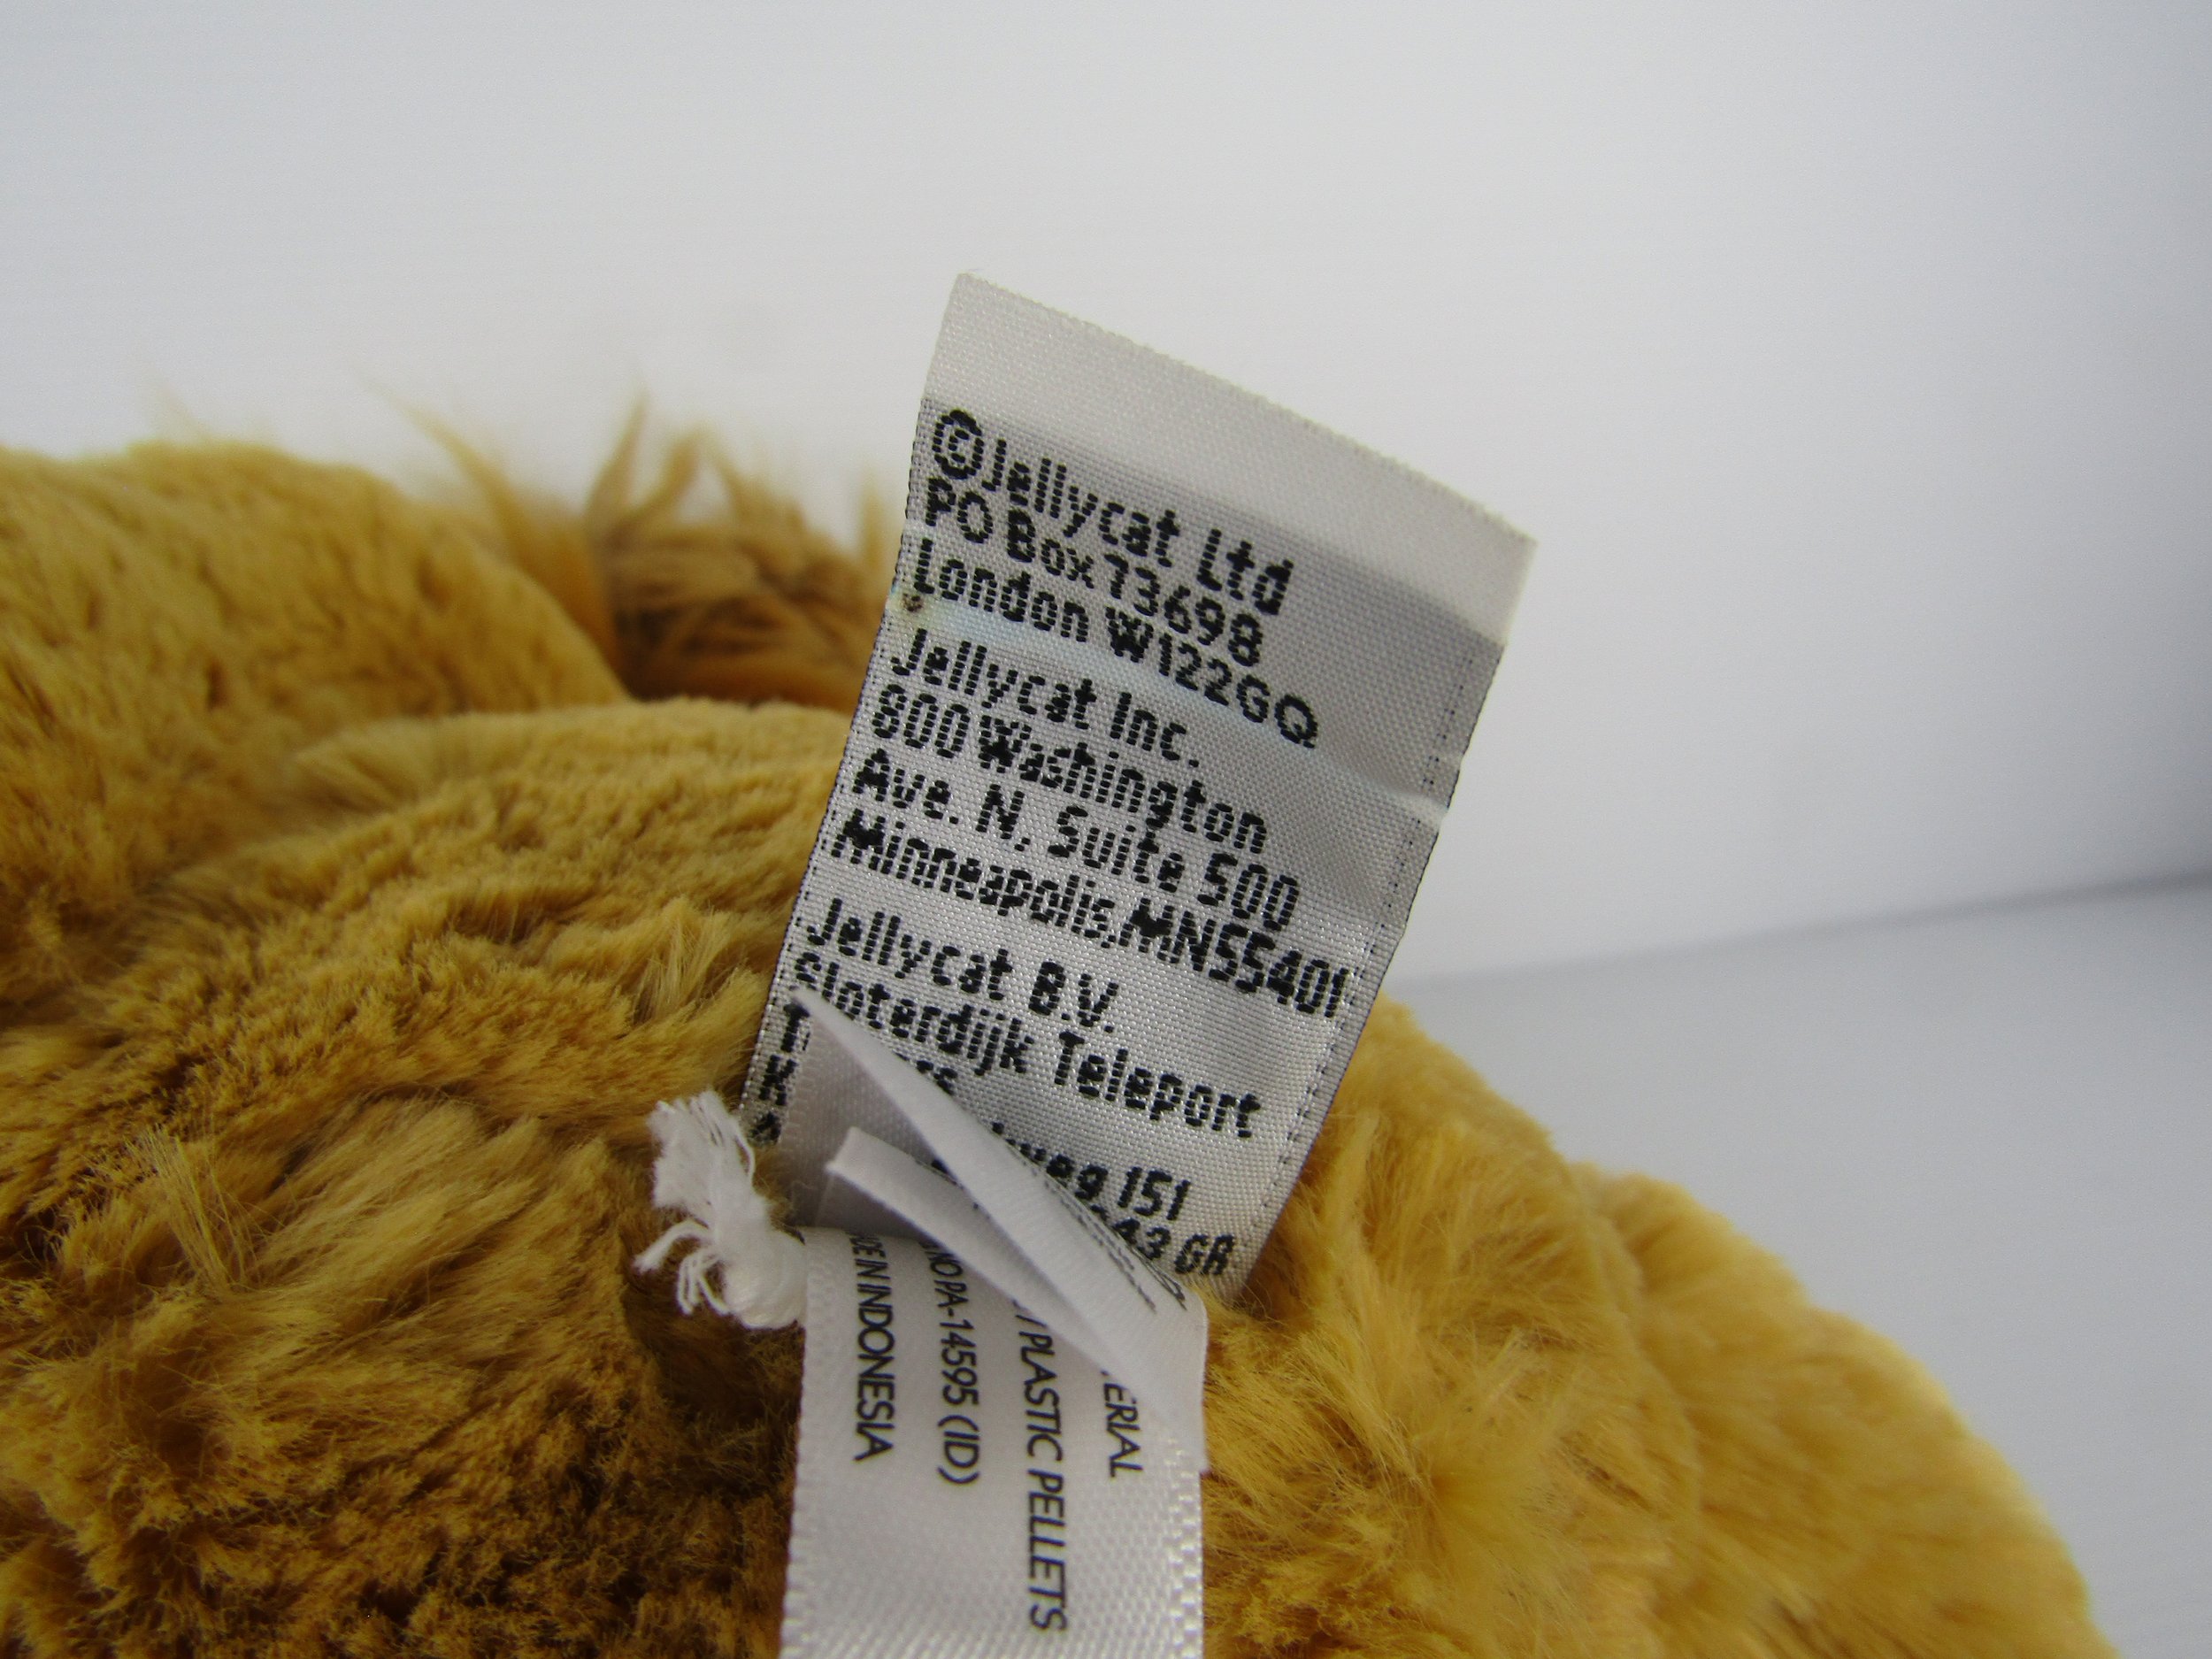 ©Jellycat Ltd
PO Box 73698
London W122GQ
Jellycat Inc.
800 Washington
Ave. N. Suite 500
Minneapolis,MN55401
Jellycat B.V.
Sloterdijk Teleport
151
GR
PLASTIC PELLETS
PA-14595 (ID)
INDONESIA